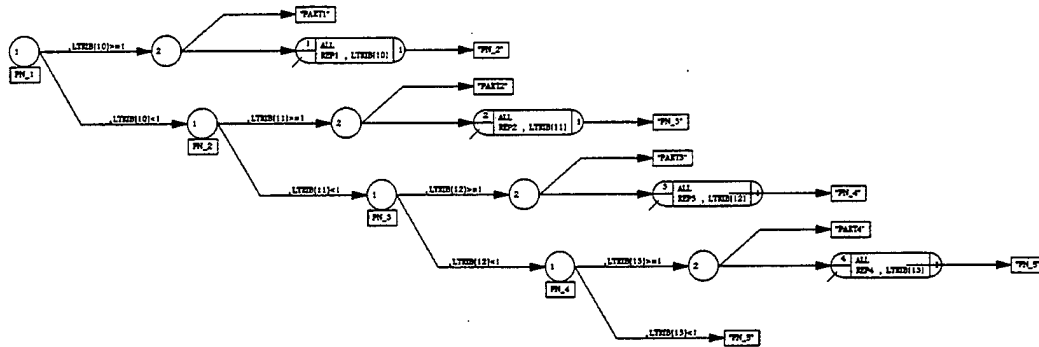 "PART1"
1
,LTRIB[10]>=1
2
1
ALL
REP1 , LTRIB[10]
1
"PN_2"
PN_1
"PART2"
,LTRIB[10]<1
1
,LTRIB[11]>=1
2
2
ALL
REP2 , LTRIB[11]
1
"PN_3"
PN_2
"PART3"
,LTRIB[11]<1
1
,LTRIB[12]>=1
2
3
ALL
REP3 , LTRIB[12]
1
"PN_4"
PN_3
"PART4"
,LTRIB[12]<1
1
,LTRIB[13]>=1
2
4
ALL
REP4 , LTRIB[13]
1
"PN_5"
PN_4
,LTRIB[13]<1
"PN_5"